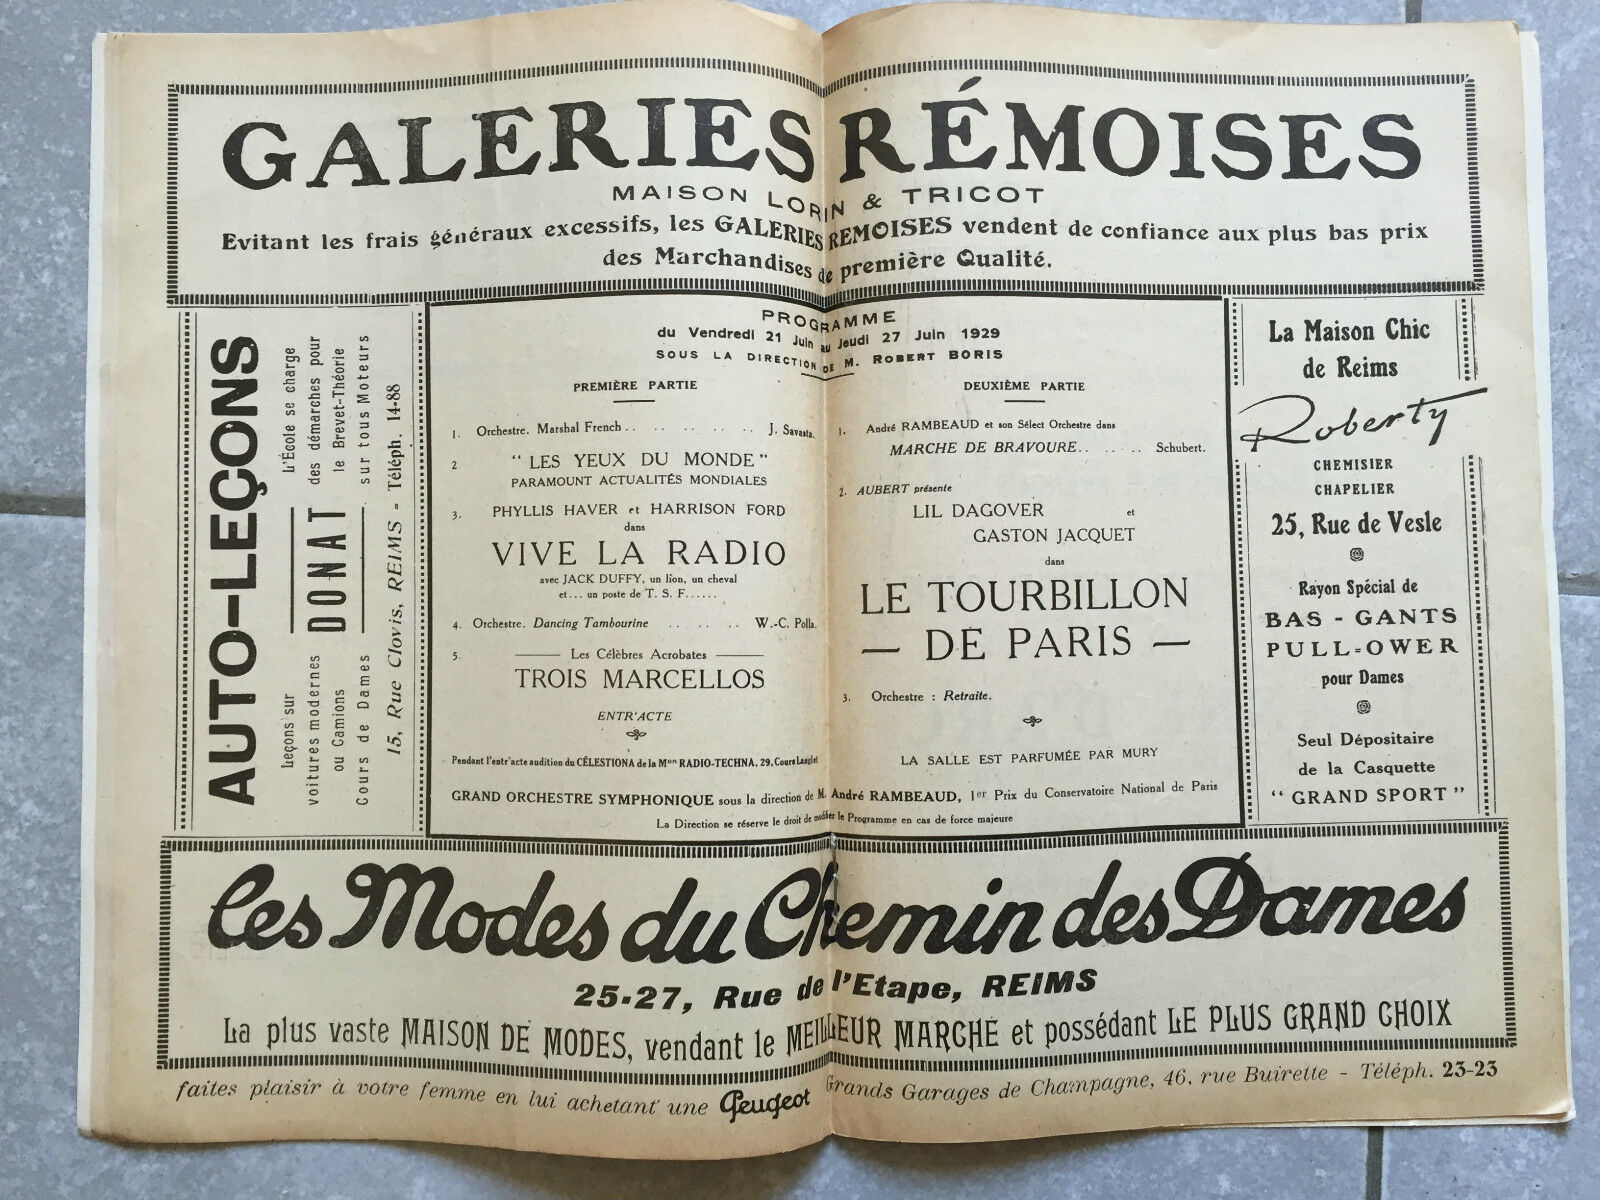 GALERIES RÉMOISES
MAISON LORIN & TRICOT
Evitant les frais généraux excessifs, les GALERIES REMOISES vendent de confiance aux plus bas prix
des Marchandises de première Qualité.
AUTO-LEÇONS
L'École se charge
des démarches pour
le Brevet-Théorie
sur tous Moteurs
DONAT
Leçons sur
voitures modernes
ou Camions
Cours de Dames
15, Rue Clovis, REIMS - Téléph. 14-88
PROGRAMME
du Vendredi 21 Juin au Jeudi 27 Juin 1929
SOUS LA DIRECTION DE M. ROBERT BORIS
PREMIÈRE PARTIE
1. Orchestre. Marshal French .. .. .. .. .. J. Savasta.
2 " LES YEUX DU MONDE "
PARAMOUNT ACTUALITÉS MONDIALES
3. PHYLLIS HAVER et HARRISON FORD
dans
VIVE LA RADIO
avec JACK DUFFY, un lion, un cheval
et... un poste de T. S. F......
4. Orchestre. Dancing Tambourine .. .. .. W.-C. Polla.
5. Les Célèbres Acrobates
TROIS MARCELLOS
ENTR'ACTE
Pendant l'entr'acte audition du CÉLESTIONA de la Mon RADIO-TECHNA, 29, Cours Langlet
DEUXIÈME PARTIE
1. André RAMBEAUD et son Sélect Orchestre dans
MARCHE DE BRAVOURE.. .. .. Schubert.
2. AUBERT présente
LIL DAGOVER et
GASTON JACQUET
dans
LE TOURBILLON
— DE PARIS —
3. Orchestre : Retraite.
LA SALLE EST PARFUMÉE PAR MURY
GRAND ORCHESTRE SYMPHONIQUE sous la direction de M. André RAMBEAUD, 1er Prix du Conservatoire National de Paris
La Direction se réserve le droit de modifier le Programme en cas de force majeure
La Maison Chic
de Reims
Roberty
CHEMISIER
CHAPELIER
25, Rue de Vesle
Rayon Spécial de
BAS - GANTS
PULL-OWER
pour Dames
Seul Dépositaire
de la Casquette
" GRAND SPORT "
Les Modes du Chemin des Dames
25-27, Rue de l'Etape, REIMS
La plus vaste MAISON DE MODES, vendant le MEILLEUR MARCHÉ et possédant LE PLUS GRAND CHOIX
faites plaisir à votre femme en lui achetant une Peugeot Grands Garages de Champagne, 46, rue Buirette - Téléph. 23-23